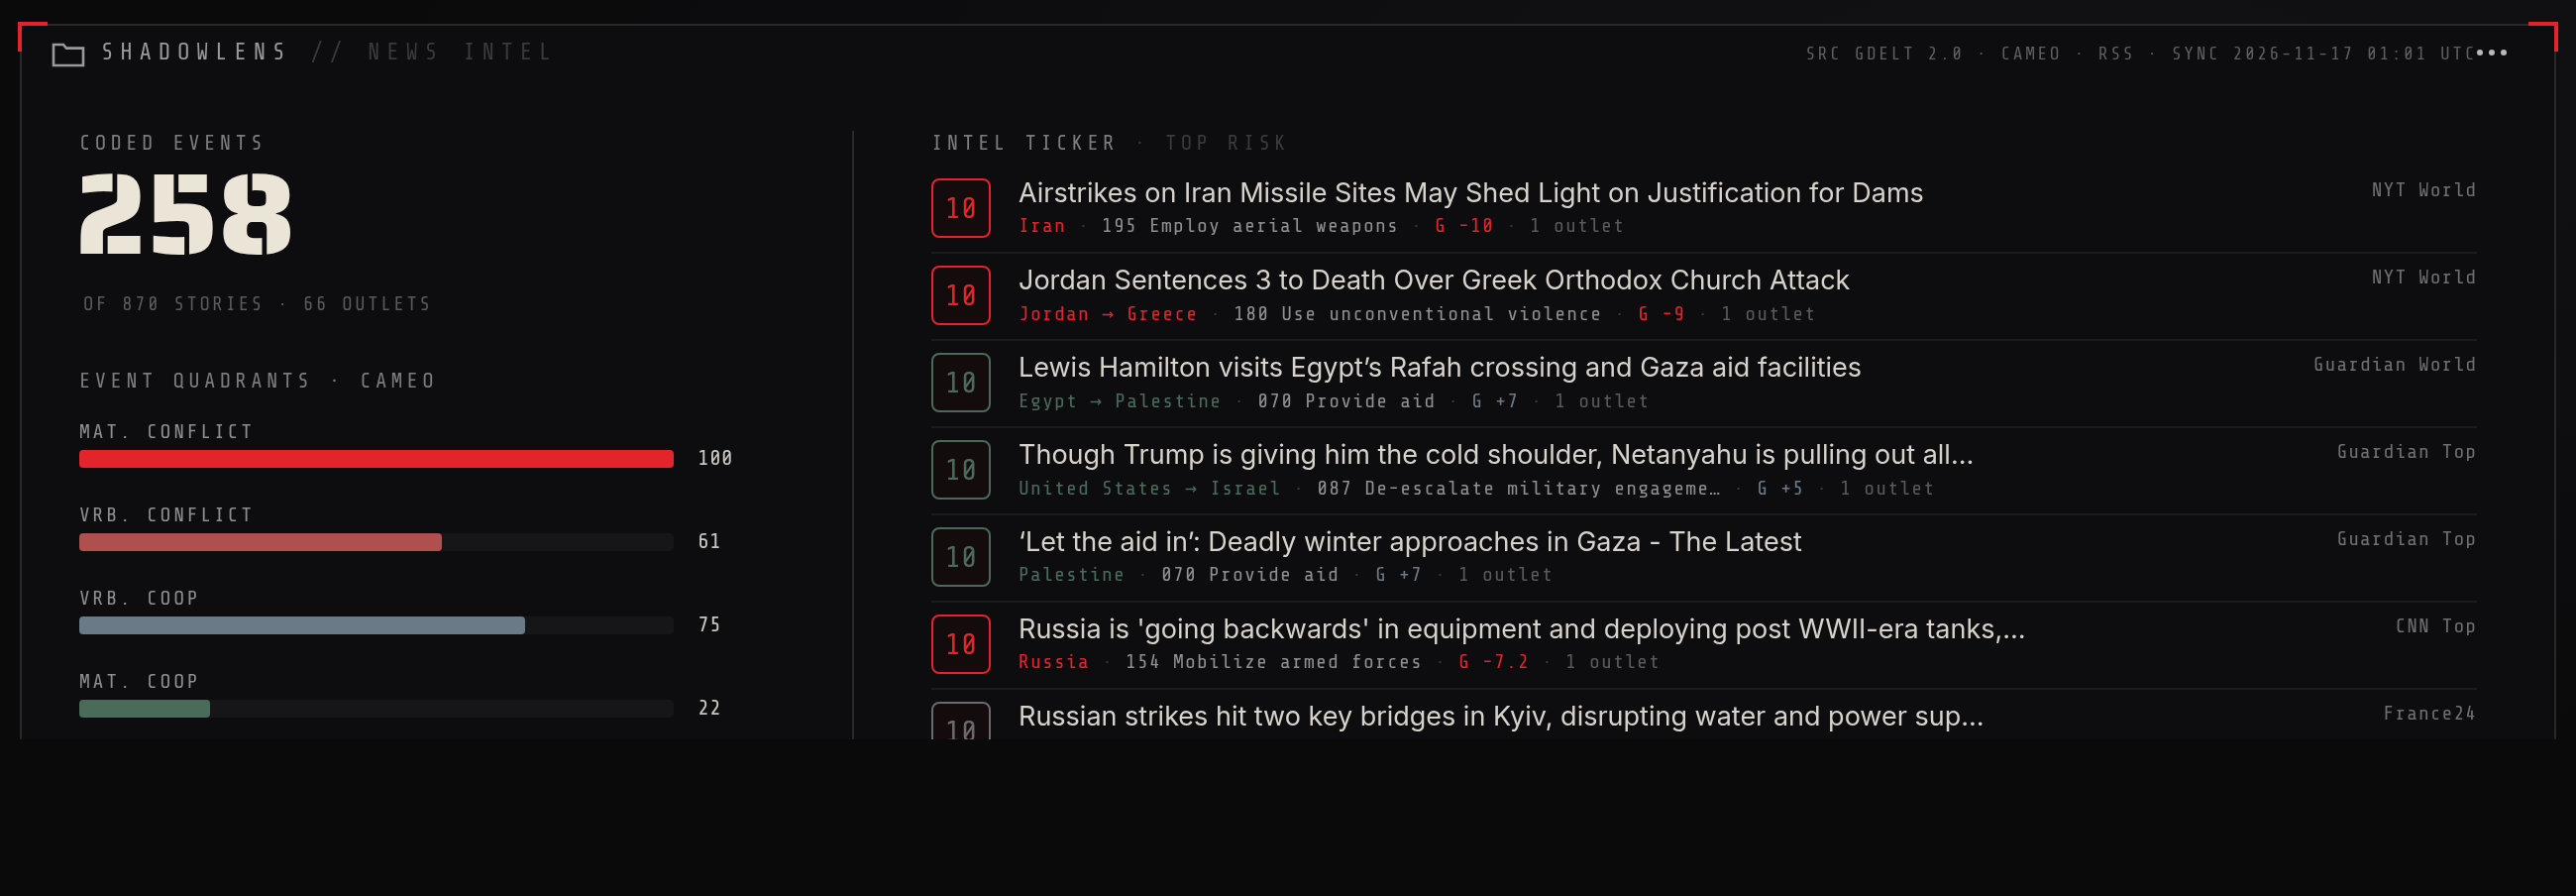 SHADOWLENS // NEWS INTEL
SRC GDELT 2.0 · CAMEO · RSS · SYNC 2026-11-17 01:01 UTC
CODED EVENTS
258
OF 870 STORIES · 66 OUTLETS
EVENT QUADRANTS · CAMEO
MAT. CONFLICT
100
VRB. CONFLICT
61
VRB. COOP
75
MAT. COOP
22
INTEL TICKER · TOP RISK
10 Airstrikes on Iran Missile Sites May Shed Light on Justification for Dams NYT World
Iran · 195 Employ aerial weapons · G -10 · 1 outlet
10 Jordan Sentences 3 to Death Over Greek Orthodox Church Attack NYT World
Jordan → Greece · 180 Use unconventional violence · G -9 · 1 outlet
10 Lewis Hamilton visits Egypt’s Rafah crossing and Gaza aid facilities Guardian World
Egypt → Palestine · 070 Provide aid · G +7 · 1 outlet
10 Though Trump is giving him the cold shoulder, Netanyahu is pulling out all… Guardian Top
United States → Israel · 087 De-escalate military engageme… · G +5 · 1 outlet
10 ‘Let the aid in’: Deadly winter approaches in Gaza - The Latest Guardian Top
Palestine · 070 Provide aid · G +7 · 1 outlet
10 Russia is 'going backwards' in equipment and deploying post WWII-era tanks,… CNN Top
Russia · 154 Mobilize armed forces · G -7.2 · 1 outlet
10 Russian strikes hit two key bridges in Kyiv, disrupting water and power sup… France24